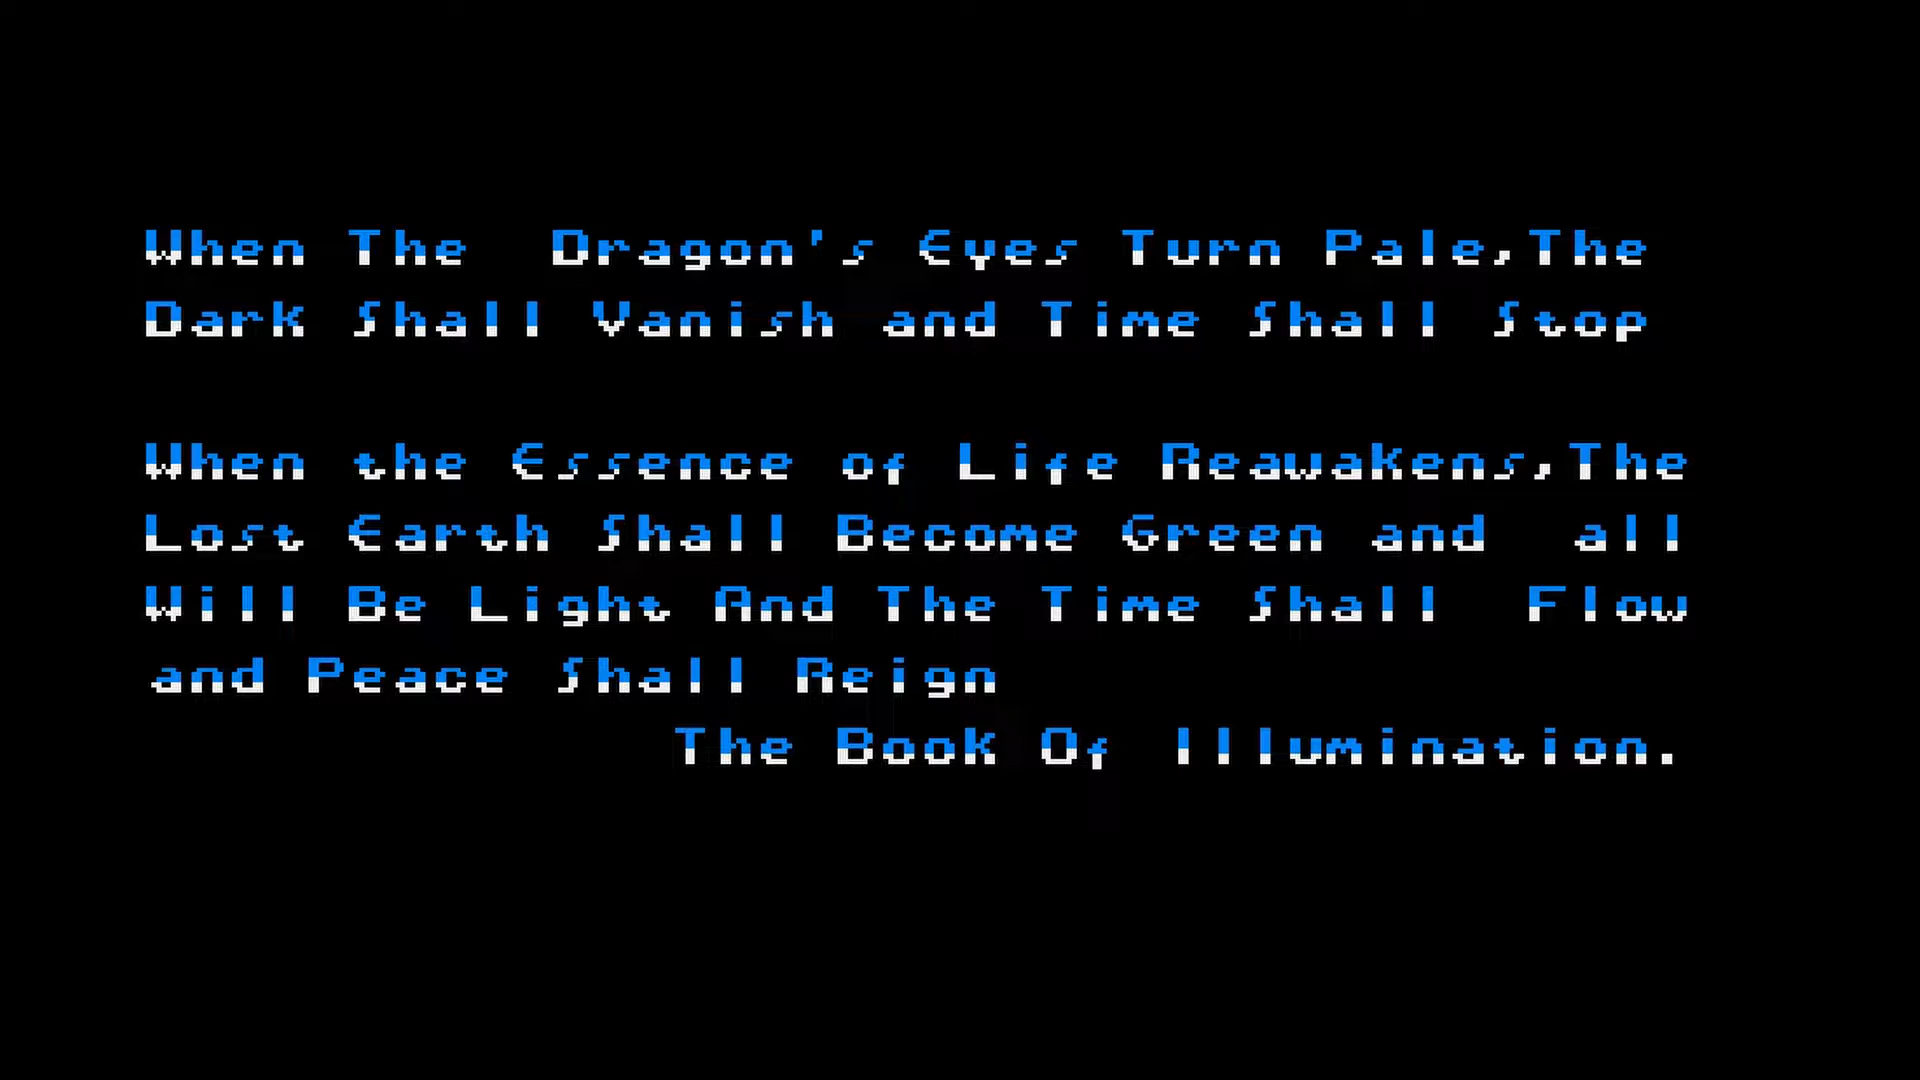 When The  Dragon's Eyes Turn Pale,The
Dark Shall Vanish and Time Shall Stop
When the Essence of Life Reawakens,The
Lost Earth Shall Become Green and  all
Will Be Light And The Time Shall  Flow
and Peace Shall Reign
The Book Of Illumination.